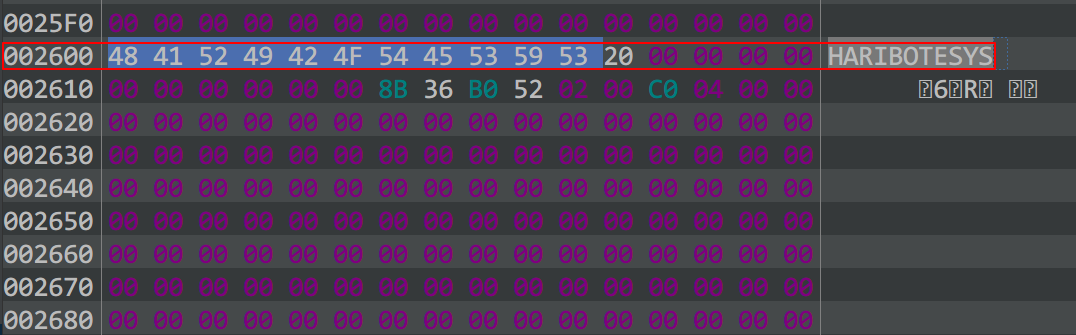 0025F0 00 00 00 00 00 00 00 00 00 00 00 00 00 00 00 00
002600 48 41 52 49 42 4F 54 45 53 59 53 20 00 00 00 00 HARIBOTESYS
002610 00 00 00 00 00 00 8B 36 B0 52 02 00 C0 04 00 00 6 R
002620 00 00 00 00 00 00 00 00 00 00 00 00 00 00 00 00
002630 00 00 00 00 00 00 00 00 00 00 00 00 00 00 00 00
002640 00 00 00 00 00 00 00 00 00 00 00 00 00 00 00 00
002650 00 00 00 00 00 00 00 00 00 00 00 00 00 00 00 00
002660 00 00 00 00 00 00 00 00 00 00 00 00 00 00 00 00
002670 00 00 00 00 00 00 00 00 00 00 00 00 00 00 00 00
002680 00 00 00 00 00 00 00 00 00 00 00 00 00 00 00 00